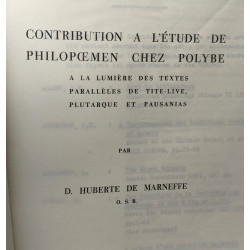 CONTRIBUTION A L'ÉTUDE DE
PHILOPŒMEN CHEZ POLYBE
A LA LUMIÈRE DES TEXTES
PARALLÈLES DE TITE-LIVE,
PLUTARQUE ET PAUSANIAS
PAR
D. HUBERTE DE MARNEFFE
O. S. B.